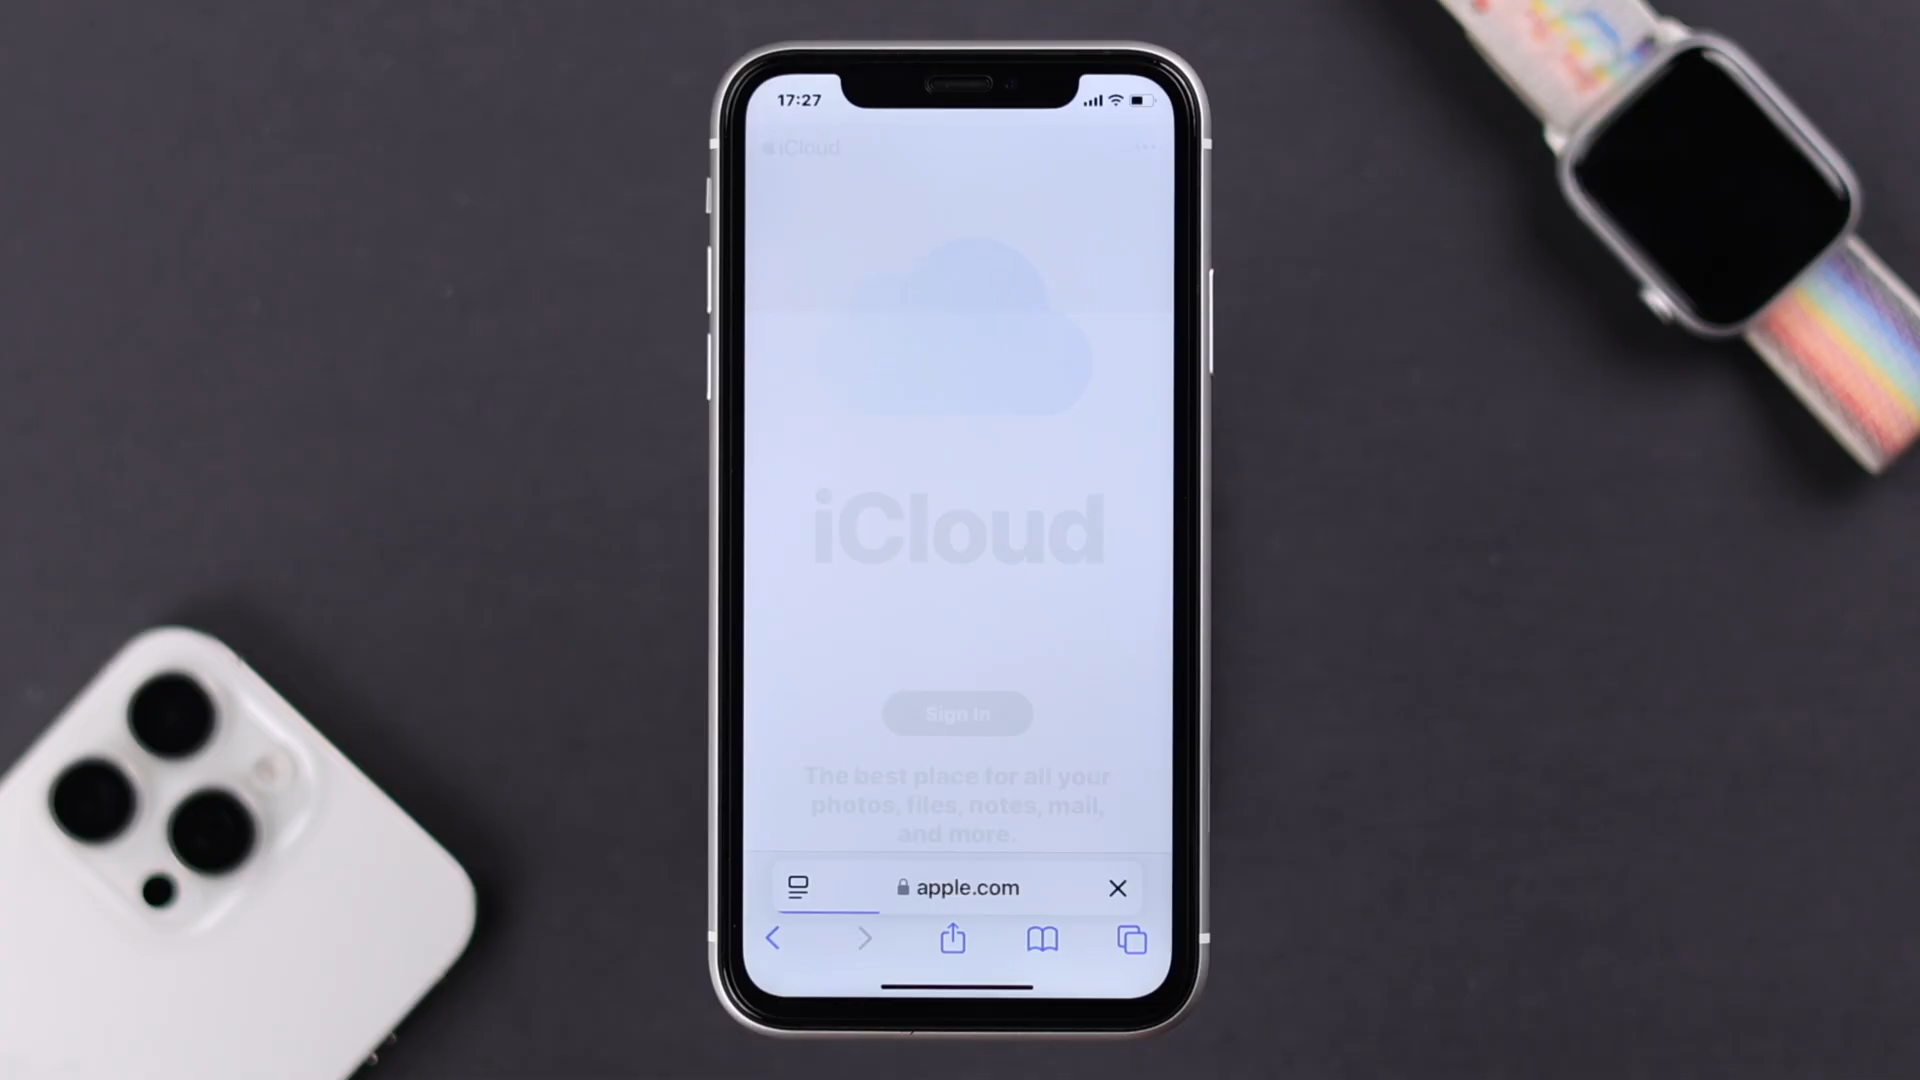 17:27
iCloud
iCloud
Sign In
The best place for all your
photos, files, notes, mail,
and more.
apple.com